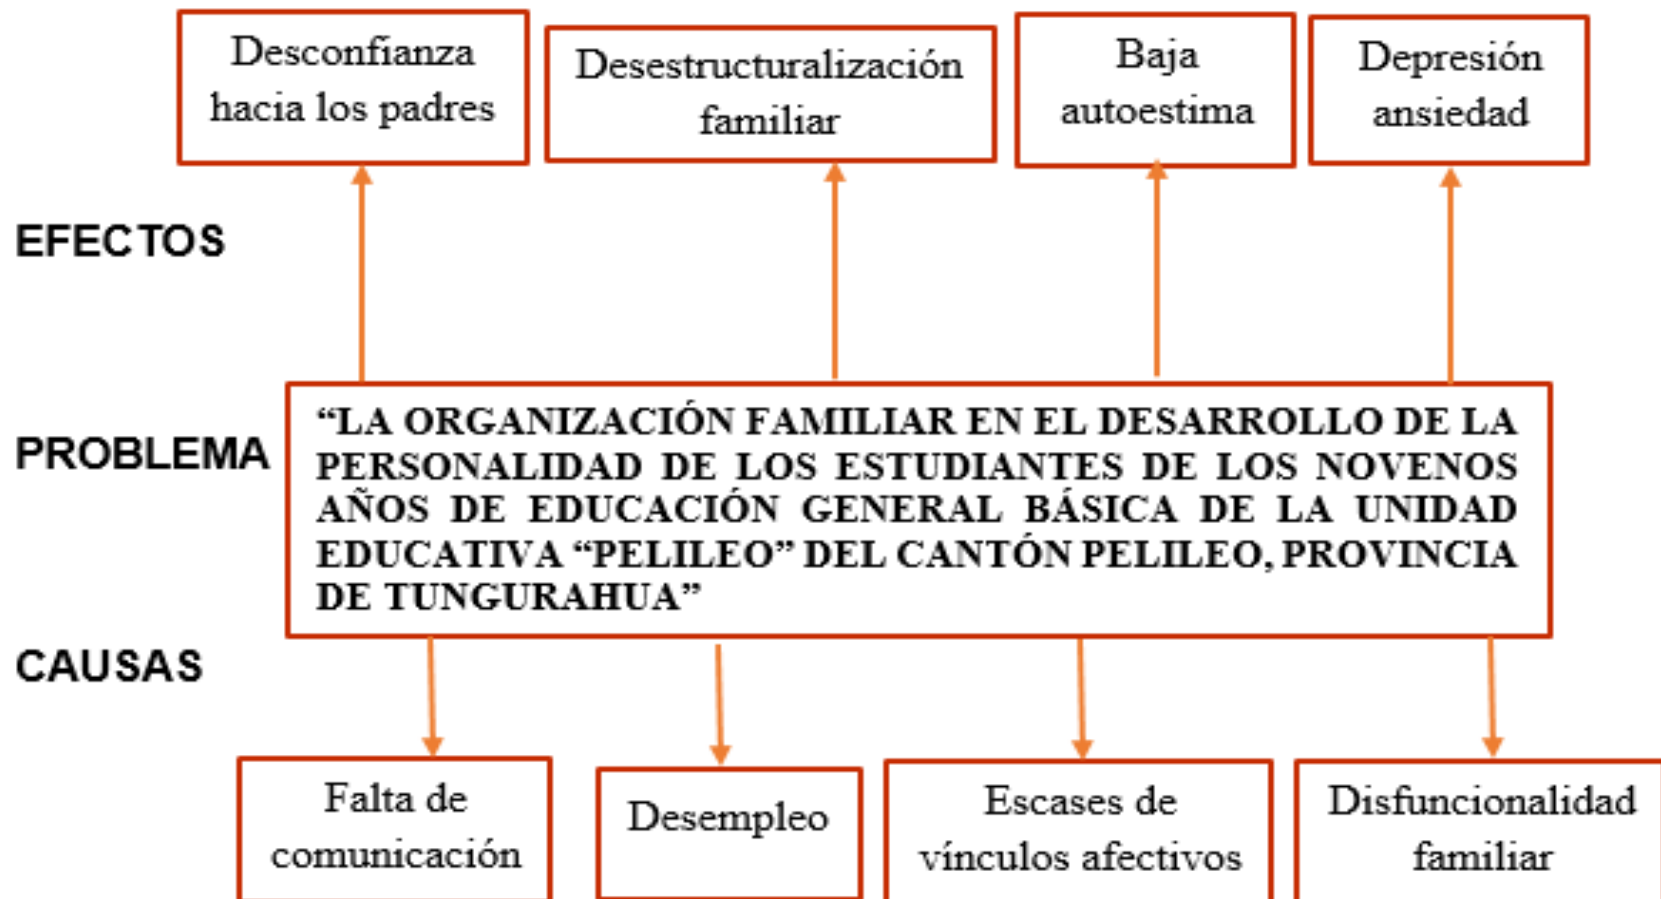 Desconfianza
hacia los padres
Desestructuralización
familiar
Baja
autoestima
Depresión
ansiedad
EFECTOS
PROBLEMA
“LA ORGANIZACIÓN FAMILIAR EN EL DESARROLLO DE LA
PERSONALIDAD DE LOS ESTUDIANTES DE LOS NOVENOS
AÑOS DE EDUCACIÓN GENERAL BÁSICA DE LA UNIDAD
EDUCATIVA “PELILEO” DEL CANTÓN PELILEO, PROVINCIA
DE TUNGURAHUA”
CAUSAS
Falta de
comunicación
Desempleo
Escases de
vínculos afectivos
Disfuncionalidad
familiar